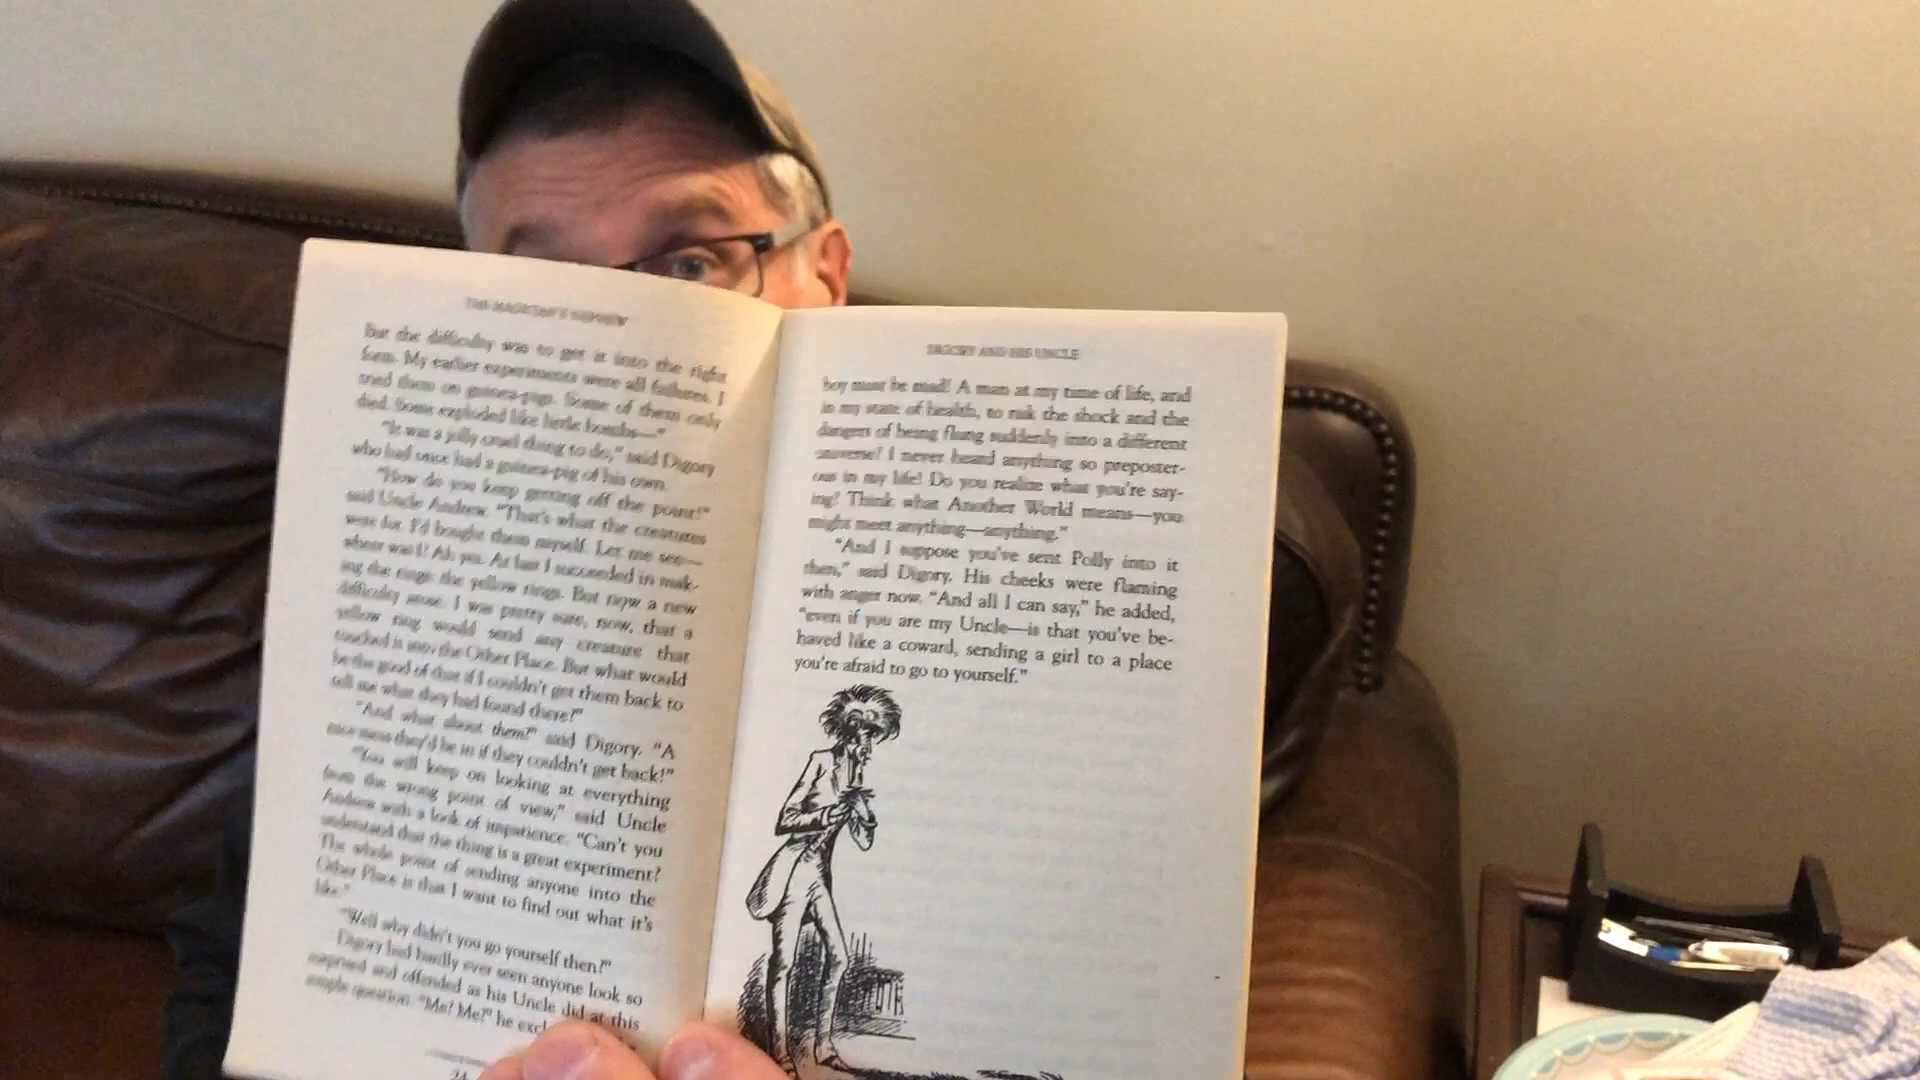 THE MAGICIAN'S NEPHEW
But the difficulty was to get it into the right
form. My earlier experiments were all failures. I
tried them on guinea-pigs. Some of them only
died. Some exploded like little bombs—"
"It was a jolly cruel thing to do," said Digory
who had once had a guinea-pig of his own.
"How do you keep getting off the point!"
said Uncle Andrew. "That's what the creatures
were for. I'd bought them myself. Let me see—
where was I? Ah yes. At last I succeeded in mak-
ing the rings: the yellow rings. But now a new
difficulty arose. I was pretty sure, now, that a
yellow ring would send any creature that
touched it into the Other Place. But what would
be the good of that if I couldn't get them back to
tell me what they had found there?"
"And what about them?" said Digory. "A
nice mess they'd be in if they couldn't get back!"
"You will keep on looking at everything
from the wrong point of view," said Uncle
Andrew with a look of impatience. "Can't you
understand that the thing is a great experiment?
The whole point of sending anyone into the
Other Place is that I want to find out what it's
like."
"Well why didn't you go yourself then?"
Digory had hardly ever seen anyone look so
surprised and offended as his Uncle did at this
simple question. "Me? Me?" he excl
24
DIGORY AND HIS UNCLE
boy must be mad! A man at my time of life, and
in my state of health, to risk the shock and the
dangers of being flung suddenly into a different
universe? I never heard anything so preposter-
ous in my life! Do you realize what you're say-
ing? Think what Another World means—you
might meet anything—anything."
"And I suppose you've sent Polly into it
then," said Digory. His cheeks were flaming
with anger now. "And all I can say," he added,
"even if you are my Uncle—is that you've be-
haved like a coward, sending a girl to a place
you're afraid to go to yourself."